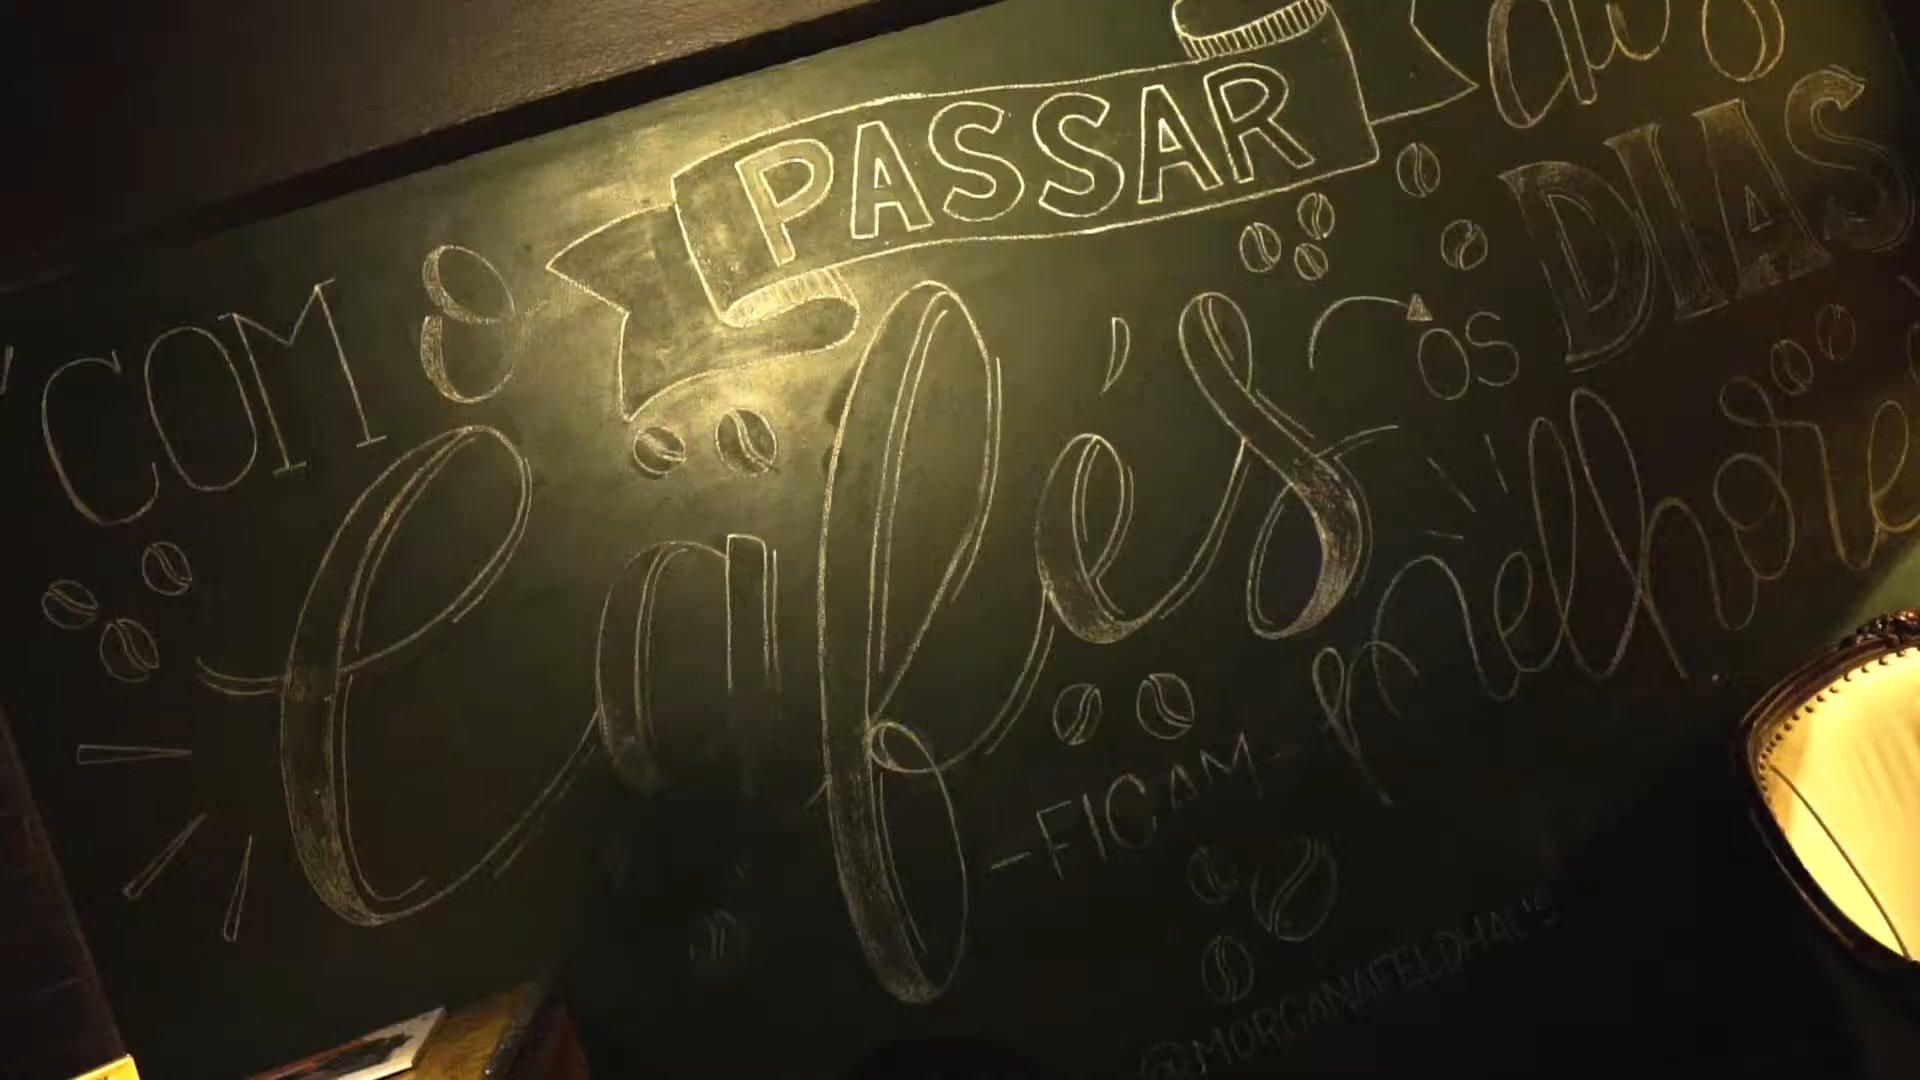 "COM o PASSAR dos
Cafés os DIAS
-FICAM- melhore
@MORGANAFELDHAUS